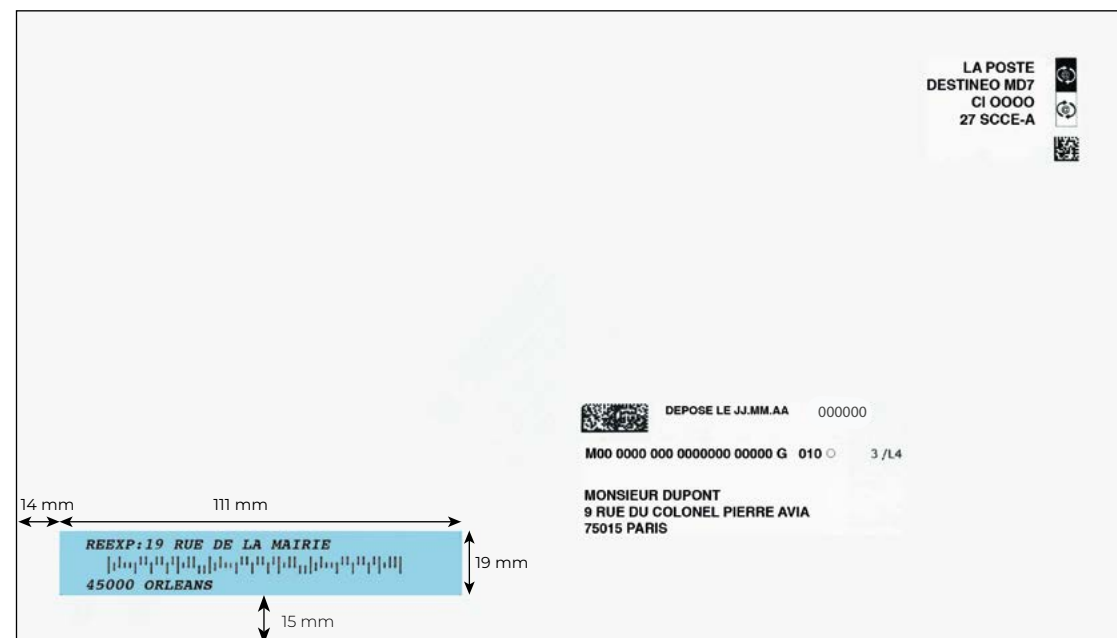 LA POSTE
DESTINEO MD7
CI 0000
27 SCCE-A
DEPOSE LE JJ.MM.AA 000000
M00 0000 000 0000000 00000 G 010 3 /L4
MONSIEUR DUPONT
9 RUE DU COLONEL PIERRE AVIA
75015 PARIS
14 mm 111 mm
REEXP:19 RUE DE LA MAIRIE
19 mm
45000 ORLEANS
15 mm